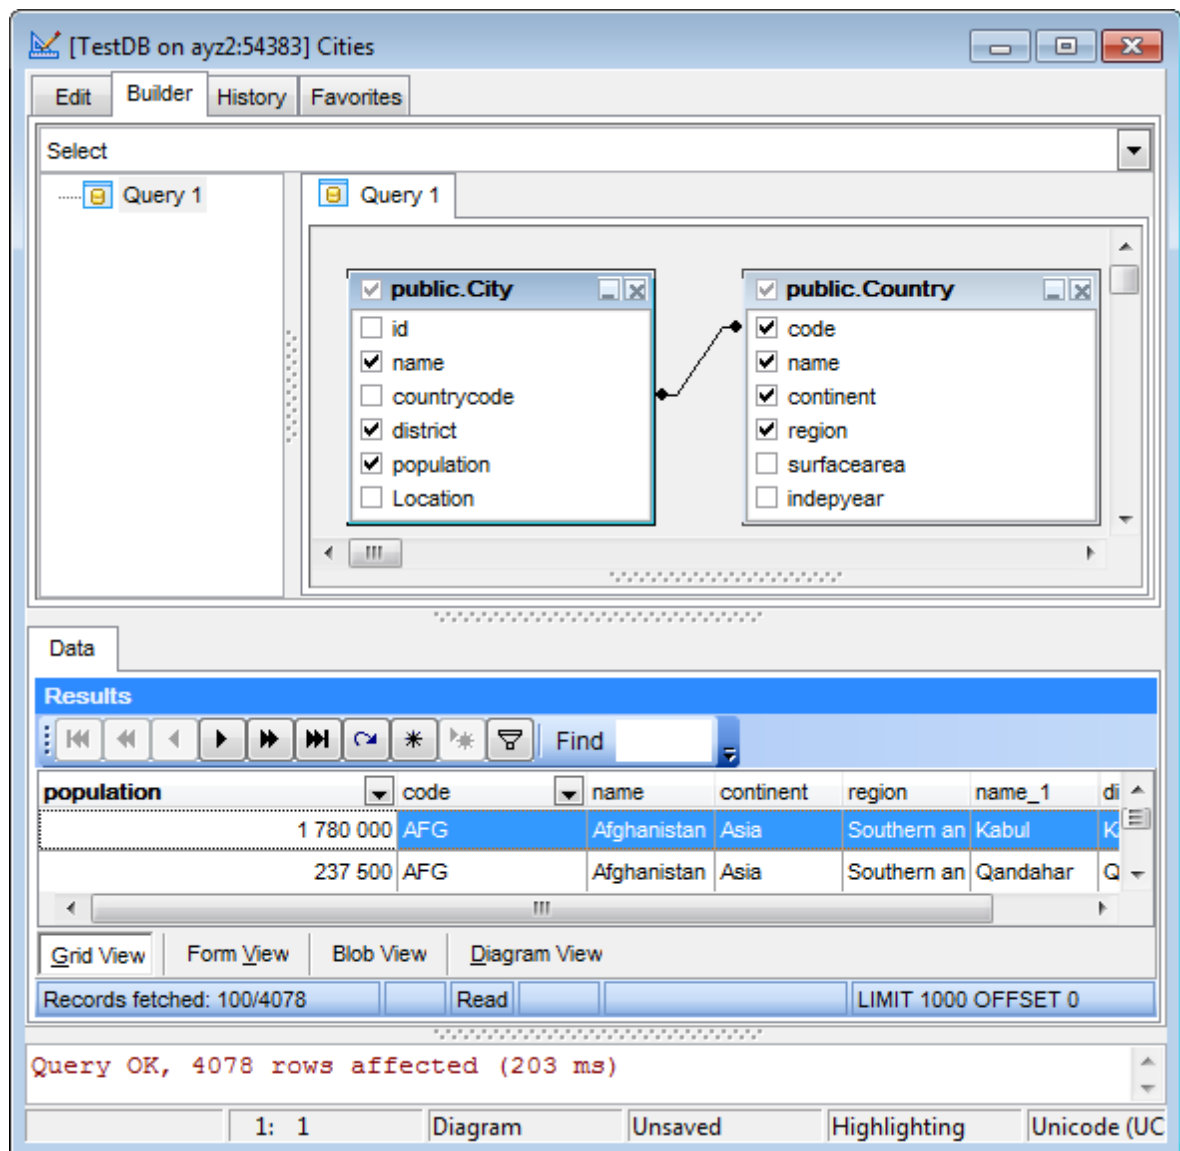 [TestDB on ayz2:54383] Cities
Edit Builder History Favorites
Select
Query 1
Query 1
public.City
id
name
countrycode
district
population
Location
public.Country
code
name
continent
region
surfacearea
indepyear
Data
Results
Find
population code name continent region name_1 di
1 780 000 AFG Afghanistan Asia Southern an Kabul K
237 500 AFG Afghanistan Asia Southern an Qandahar Q
Grid View Form View Blob View Diagram View
Records fetched: 100/4078 Read LIMIT 1000 OFFSET 0
Query OK, 4078 rows affected (203 ms)
1: 1 Diagram Unsaved Highlighting Unicode (UC